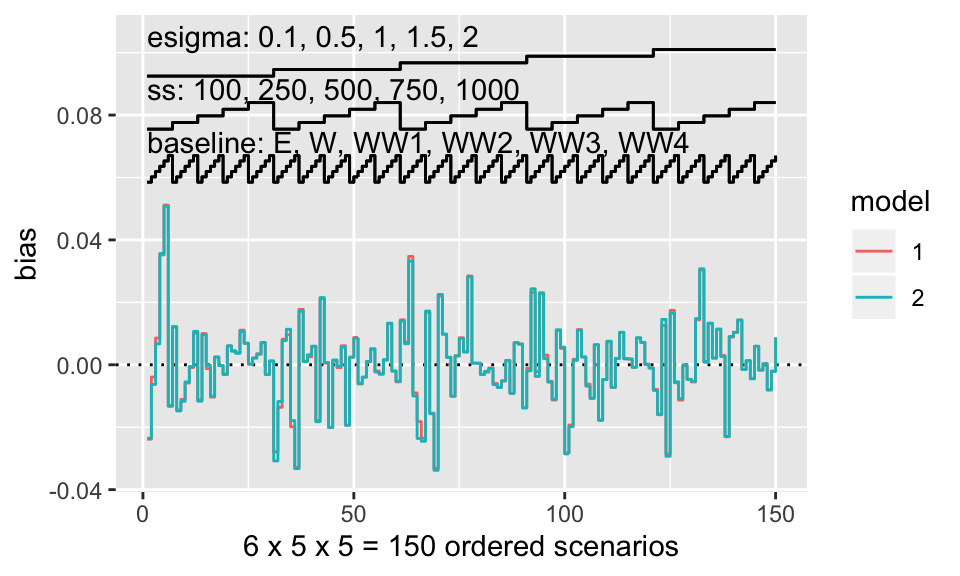 esigma: 0.1, 0.5, 1, 1.5, 2
ss: 100, 250, 500, 750, 1000
baseline: E, W, WW1, WW2, WW3, WW4
0.08
0.04
0.00
-0.04
bias
0
50
100
150
6 x 5 x 5 = 150 ordered scenarios
model
1
2